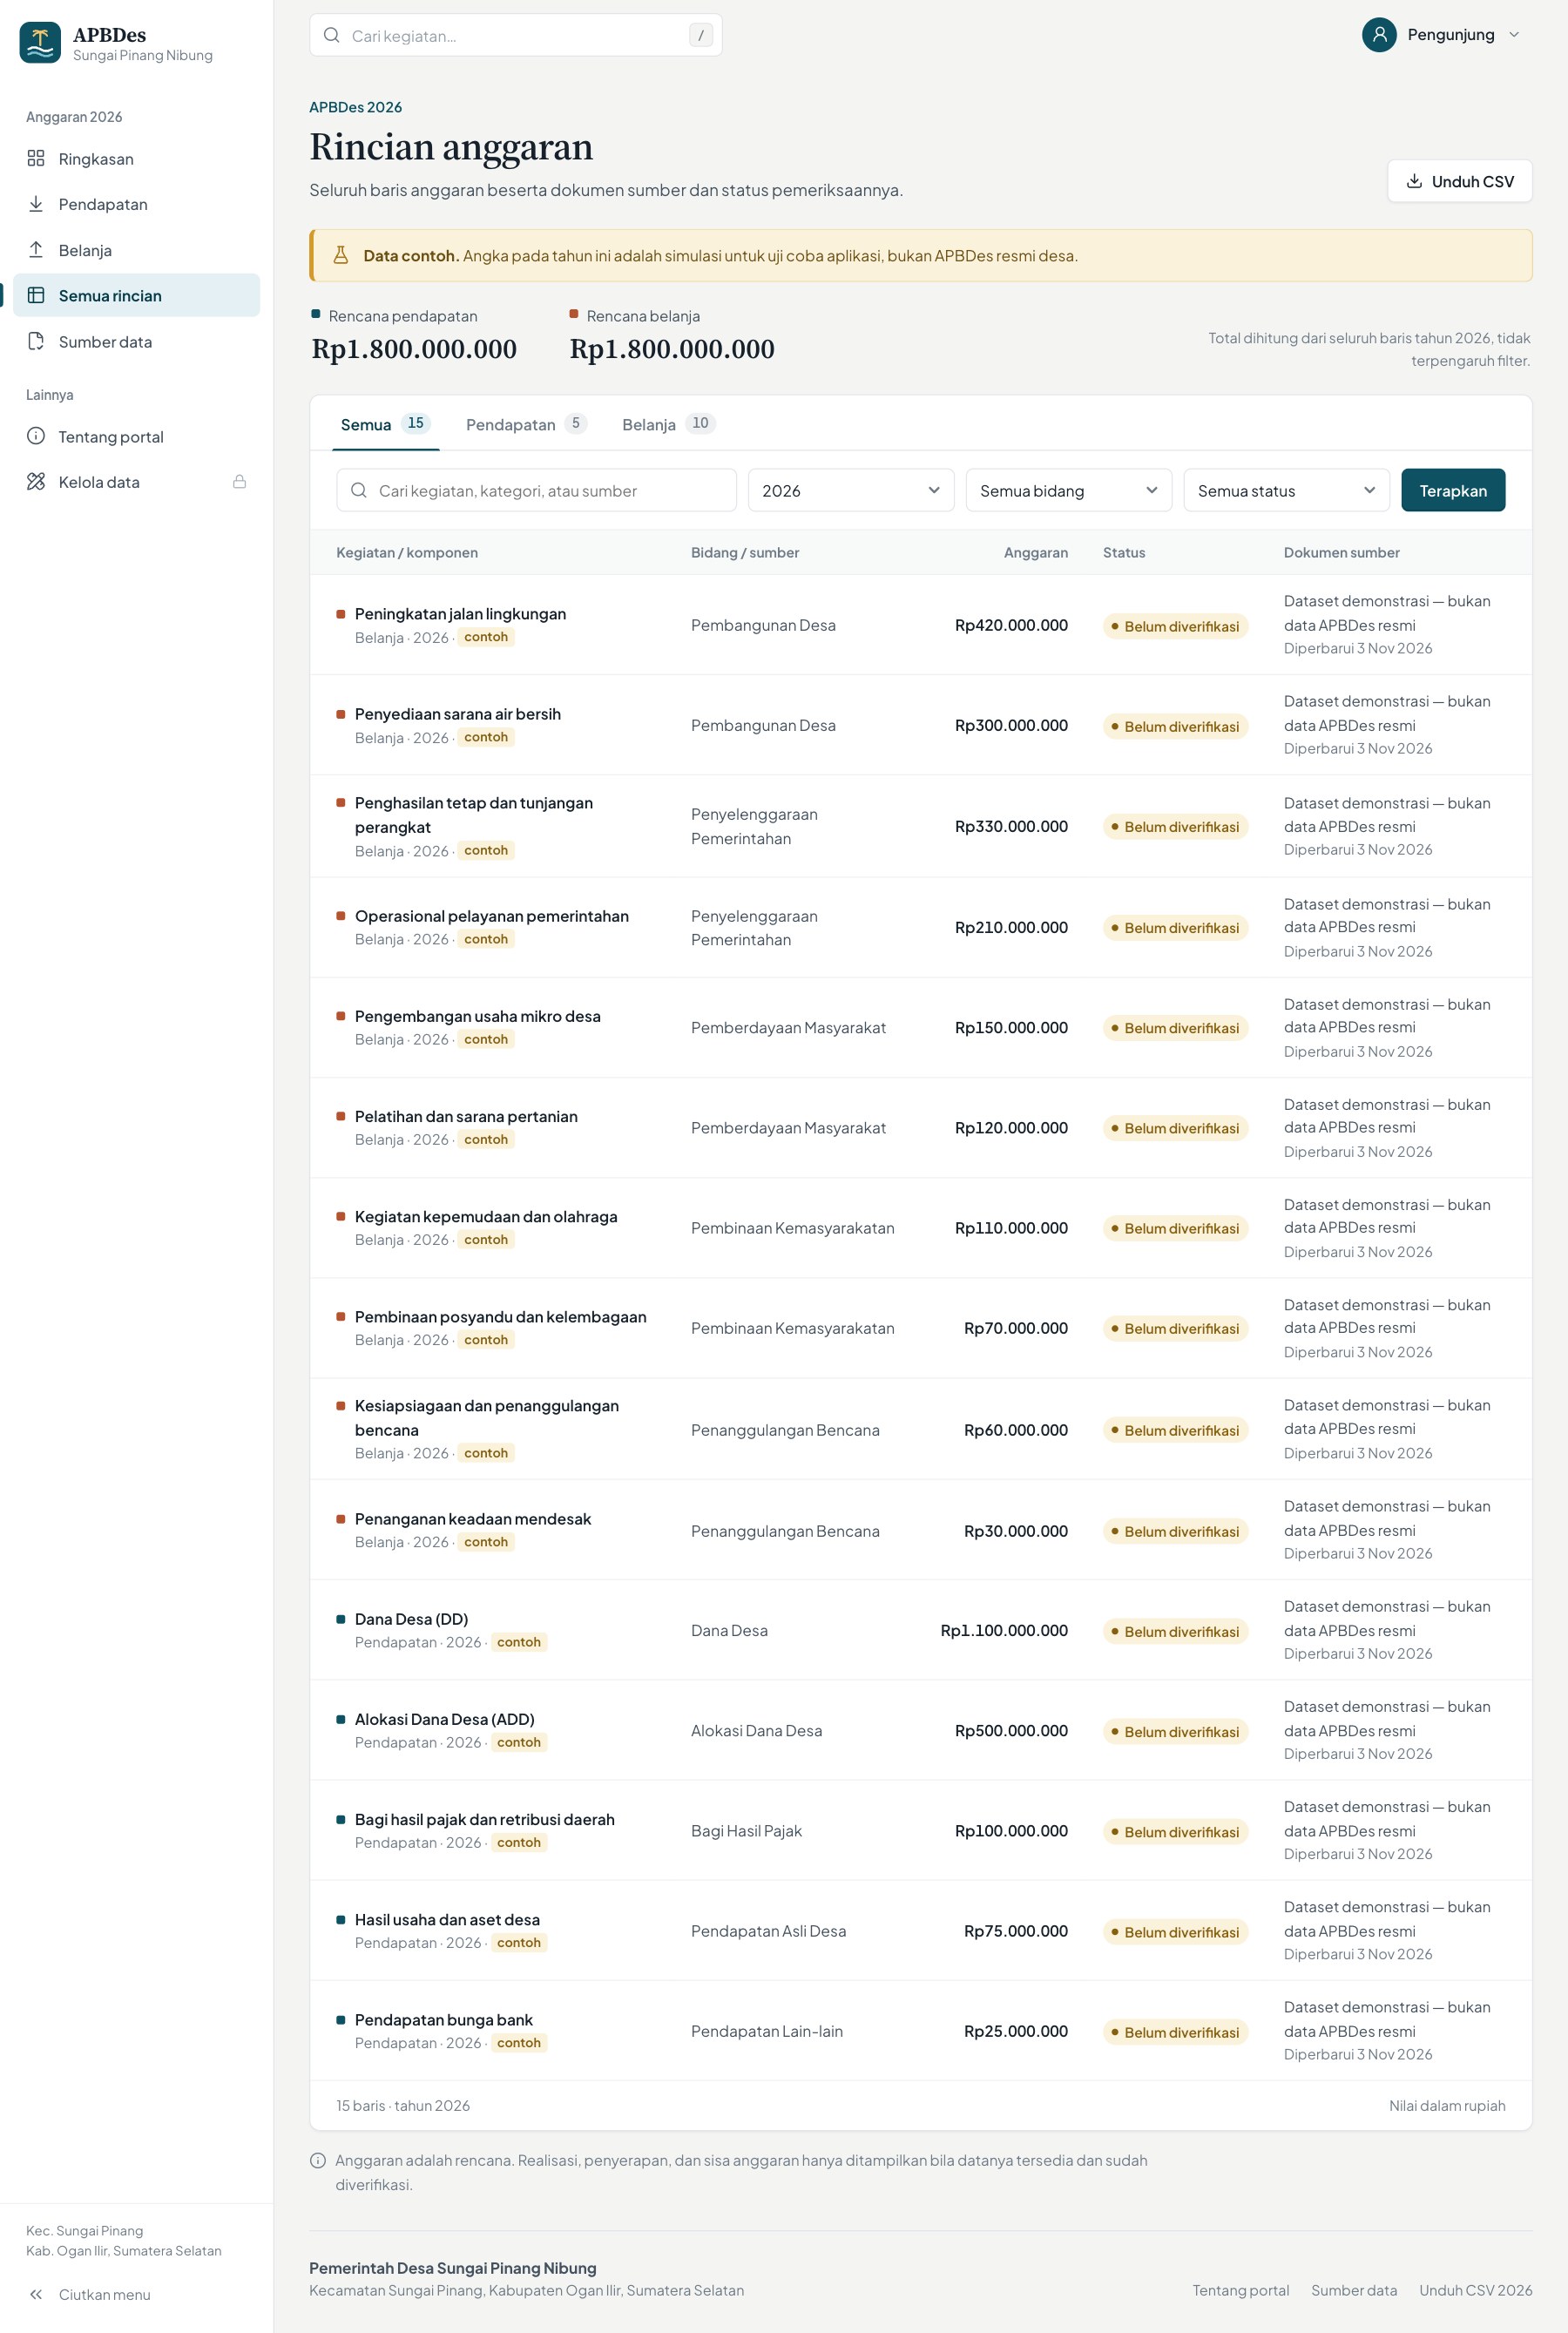 APBDes
Sungai Pinang Nibung
Anggaran 2026
Ringkasan
Pendapatan
Belanja
Semua rincian
Sumber data
Lainnya
Tentang portal
Kelola data
Kec. Sungai Pinang
Kab. Ogan Ilir, Sumatera Selatan
Ciutkan menu
Cari kegiatan...
/
Pengunjung
APBDes 2026
Rincian anggaran
Seluruh baris anggaran beserta dokumen sumber dan status pemeriksaannya.
Unduh CSV
Data contoh. Angka pada tahun ini adalah simulasi untuk uji coba aplikasi, bukan APBDes resmi desa.
Rencana pendapatan
Rp1.800.000.000
Rencana belanja
Rp1.800.000.000
Total dihitung dari seluruh baris tahun 2026, tidak
terpengaruh filter.
Semua 15 Pendapatan 5 Belanja 10
Cari kegiatan, kategori, atau sumber 2026 Semua bidang Semua status Terapkan
Kegiatan / komponen Bidang / sumber Anggaran Status Dokumen sumber
Peningkatan jalan lingkungan
Belanja · 2026 · contoh
Pembangunan Desa
Rp420.000.000
Belum diverifikasi
Dataset demonstrasi — bukan
data APBDes resmi
Diperbarui 3 Nov 2026
Penyediaan sarana air bersih
Belanja · 2026 · contoh
Pembangunan Desa
Rp300.000.000
Belum diverifikasi
Dataset demonstrasi — bukan
data APBDes resmi
Diperbarui 3 Nov 2026
Penghasilan tetap dan tunjangan
perangkat
Belanja · 2026 · contoh
Penyelenggaraan
Pemerintahan
Rp330.000.000
Belum diverifikasi
Dataset demonstrasi — bukan
data APBDes resmi
Diperbarui 3 Nov 2026
Operasional pelayanan pemerintahan
Belanja · 2026 · contoh
Penyelenggaraan
Pemerintahan
Rp210.000.000
Belum diverifikasi
Dataset demonstrasi — bukan
data APBDes resmi
Diperbarui 3 Nov 2026
Pengembangan usaha mikro desa
Belanja · 2026 · contoh
Pemberdayaan Masyarakat
Rp150.000.000
Belum diverifikasi
Dataset demonstrasi — bukan
data APBDes resmi
Diperbarui 3 Nov 2026
Pelatihan dan sarana pertanian
Belanja · 2026 · contoh
Pemberdayaan Masyarakat
Rp120.000.000
Belum diverifikasi
Dataset demonstrasi — bukan
data APBDes resmi
Diperbarui 3 Nov 2026
Kegiatan kepemudaan dan olahraga
Belanja · 2026 · contoh
Pembinaan Kemasyarakatan
Rp110.000.000
Belum diverifikasi
Dataset demonstrasi — bukan
data APBDes resmi
Diperbarui 3 Nov 2026
Pembinaan posyandu dan kelembagaan
Belanja · 2026 · contoh
Pembinaan Kemasyarakatan
Rp70.000.000
Belum diverifikasi
Dataset demonstrasi — bukan
data APBDes resmi
Diperbarui 3 Nov 2026
Kesiapsiagaan dan penanggulangan
bencana
Belanja · 2026 · contoh
Penanggulangan Bencana
Rp60.000.000
Belum diverifikasi
Dataset demonstrasi — bukan
data APBDes resmi
Diperbarui 3 Nov 2026
Penanganan keadaan mendesak
Belanja · 2026 · contoh
Penanggulangan Bencana
Rp30.000.000
Belum diverifikasi
Dataset demonstrasi — bukan
data APBDes resmi
Diperbarui 3 Nov 2026
Dana Desa (DD)
Pendapatan · 2026 · contoh
Dana Desa
Rp1.100.000.000
Belum diverifikasi
Dataset demonstrasi — bukan
data APBDes resmi
Diperbarui 3 Nov 2026
Alokasi Dana Desa (ADD)
Pendapatan · 2026 · contoh
Alokasi Dana Desa
Rp500.000.000
Belum diverifikasi
Dataset demonstrasi — bukan
data APBDes resmi
Diperbarui 3 Nov 2026
Bagi hasil pajak dan retribusi daerah
Pendapatan · 2026 · contoh
Bagi Hasil Pajak
Rp100.000.000
Belum diverifikasi
Dataset demonstrasi — bukan
data APBDes resmi
Diperbarui 3 Nov 2026
Hasil usaha dan aset desa
Pendapatan · 2026 · contoh
Pendapatan Asli Desa
Rp75.000.000
Belum diverifikasi
Dataset demonstrasi — bukan
data APBDes resmi
Diperbarui 3 Nov 2026
Pendapatan bunga bank
Pendapatan · 2026 · contoh
Pendapatan Lain-lain
Rp25.000.000
Belum diverifikasi
Dataset demonstrasi — bukan
data APBDes resmi
Diperbarui 3 Nov 2026
15 baris · tahun 2026 Nilai dalam rupiah
Anggaran adalah rencana. Realisasi, penyerapan, dan sisa anggaran hanya ditampilkan bila datanya tersedia dan sudah
diverifikasi.
Pemerintah Desa Sungai Pinang Nibung
Kecamatan Sungai Pinang, Kabupaten Ogan Ilir, Sumatera Selatan
Tentang portal Sumber data Unduh CSV 2026